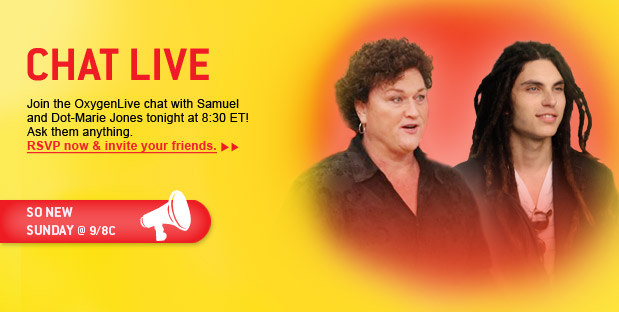 CHAT LIVE
Join the OxygenLive chat with Samuel
and Dot-Marie Jones tonight at 8:30 ET!
Ask them anything.
RSVP now & invite your friends.
SO NEW
SUNDAY @ 9/8C